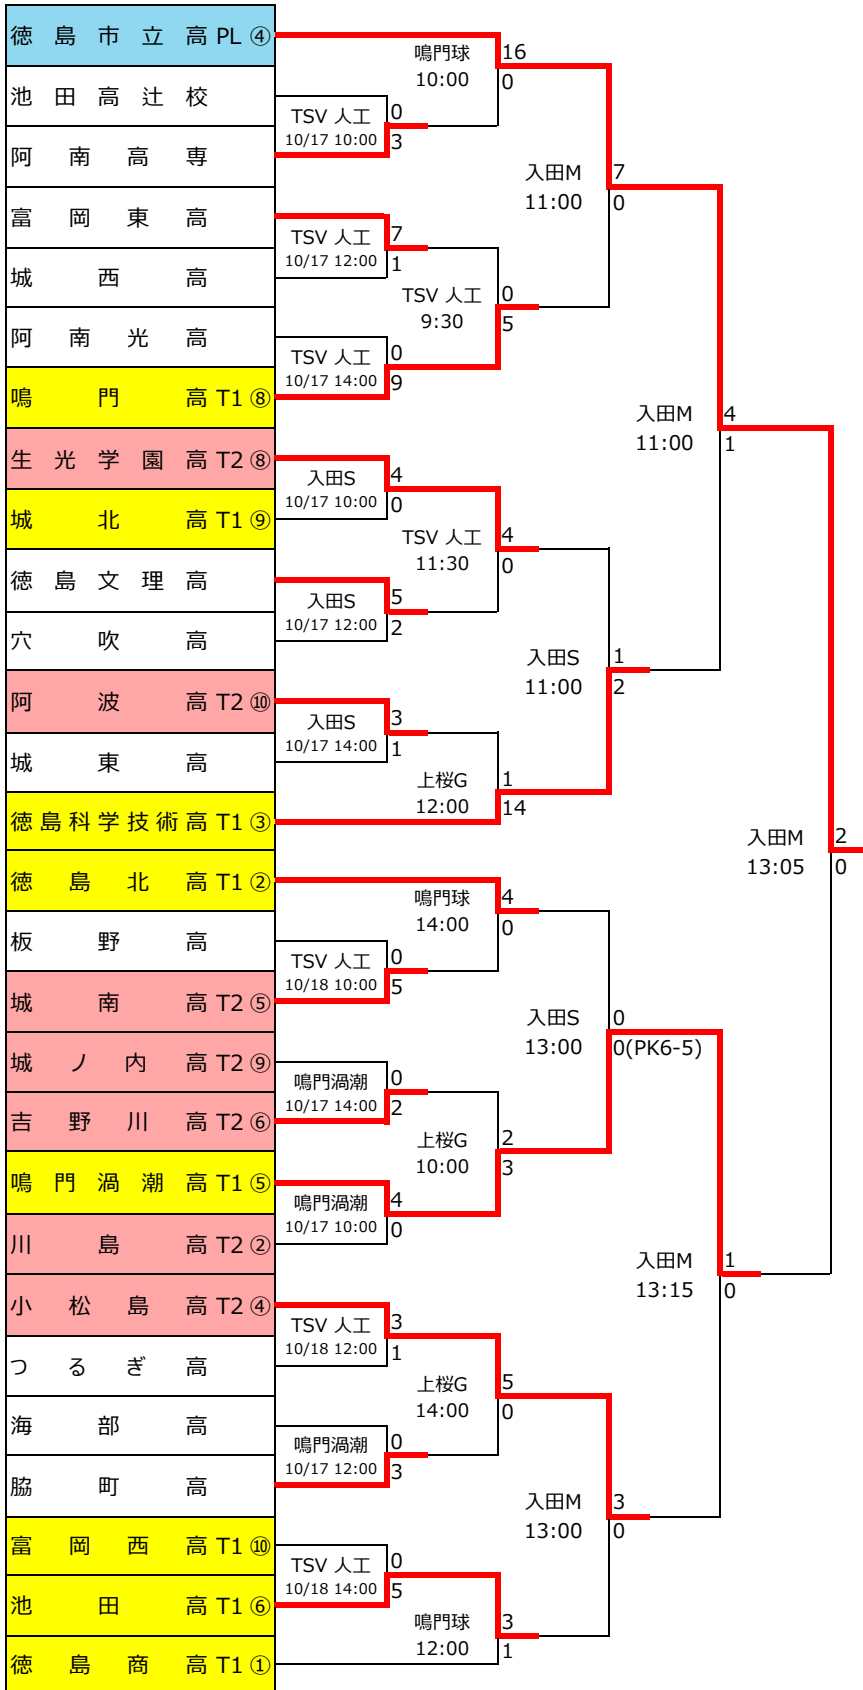 徳島市立高 PL ④
池田高辻校
阿南高専
富岡東高
城西高
阿南光高
鳴門高 T1 ⑧
生光学園高 T2 ⑧
城北高 T1 ⑨
徳島文理高
穴吹高
阿波高 T2 ⑩
城東高
徳島科学技術高 T1 ③
徳島北高 T1 ②
板野高
城南高 T2 ⑤
城ノ内高 T2 ⑨
吉野川高 T2 ⑥
鳴門渦潮高 T1 ⑤
川島高 T2 ②
小松島高 T2 ④
つるぎ高
海部高
脇町高
富岡西高 T1 ⑩
池田高 T1 ⑥
徳島商高 T1 ①
TSV 人工 0
10/17 10:00 3
TSV 人工 7
10/17 12:00 1
TSV 人工 0
10/17 14:00 9
入田S 4
10/17 10:00 0
入田S 5
10/17 12:00 2
入田S 3
10/17 14:00 1
TSV 人工 0
10/18 10:00 5
鳴門渦潮 0
10/17 14:00 2
鳴門渦潮 4
10/17 10:00 0
TSV 人工 3
10/18 12:00 1
鳴門渦潮 0
10/17 12:00 3
TSV 人工 0
10/18 14:00 5
鳴門球 16
10:00 0
TSV 人工 0
9:30 5
TSV 人工 4
11:30 0
上桜G 1
12:00 14
鳴門球 4
14:00 0
上桜G 2
10:00 3
上桜G 5
14:00 0
鳴門球 3
12:00 1
入田M 7
11:00 0
入田S 1
11:00 2
入田S 0
13:00 0(PK6-5)
入田M 3
13:00 0
入田M 4
11:00 1
入田M 1
13:15 0
入田M 2
13:05 0